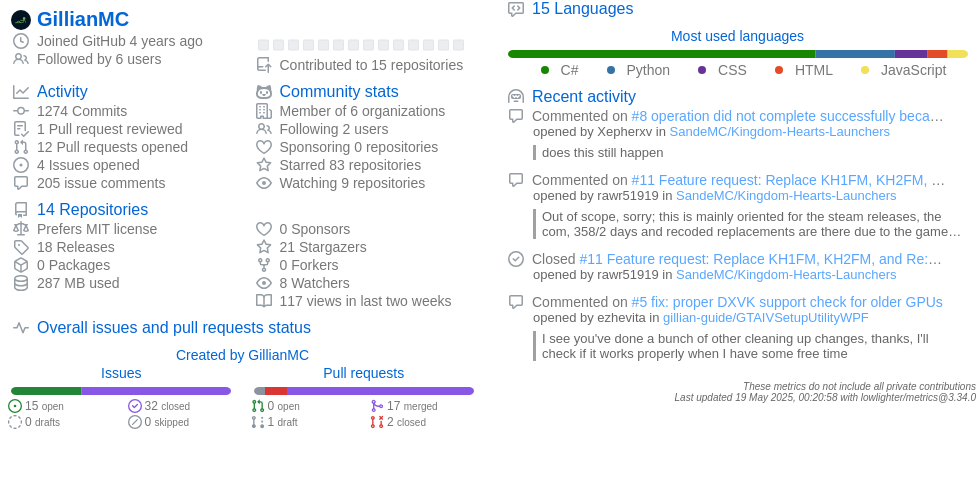 GillianMC
Joined GitHub 4 years ago
Followed by 6 users
Contributed to 15 repositories
Activity
1274 Commits
1 Pull request reviewed
12 Pull requests opened
4 Issues opened
205 issue comments
Community stats
Member of 6 organizations
Following 2 users
Sponsoring 0 repositories
Starred 83 repositories
Watching 9 repositories
14 Repositories
Prefers MIT license
18 Releases
0 Packages
287 MB used
0 Sponsors
21 Stargazers
0 Forkers
8 Watchers
117 views in last two weeks
Overall issues and pull requests status
Created by GillianMC
Issues
15 open
32 closed
0 drafts
0 skipped
Pull requests
0 open
17 merged
1 draft
2 closed
15 Languages
Most used languages
C# Python CSS HTML JavaScript
Recent activity
Commented on #8 operation did not complete successfully beca…
opened by Xepherxv in SandeMC/Kingdom-Hearts-Launchers
does this still happen
Commented on #11 Feature request: Replace KH1FM, KH2FM, …
opened by rawr51919 in SandeMC/Kingdom-Hearts-Launchers
Out of scope, sorry; this is mainly oriented for the steam releases, the
com, 358/2 days and recoded replacements are there due to the game…
Closed #11 Feature request: Replace KH1FM, KH2FM, and Re:…
opened by rawr51919 in SandeMC/Kingdom-Hearts-Launchers
Commented on #5 fix: proper DXVK support check for older GPUs
opened by ezhevita in gillian-guide/GTAIVSetupUtilityWPF
I see you've done a bunch of other cleaning up changes, thanks, I'll
check if it works properly when I have some free time
These metrics do not include all private contributions
Last updated 19 May 2025, 00:20:58 with lowlighter/metrics@3.34.0